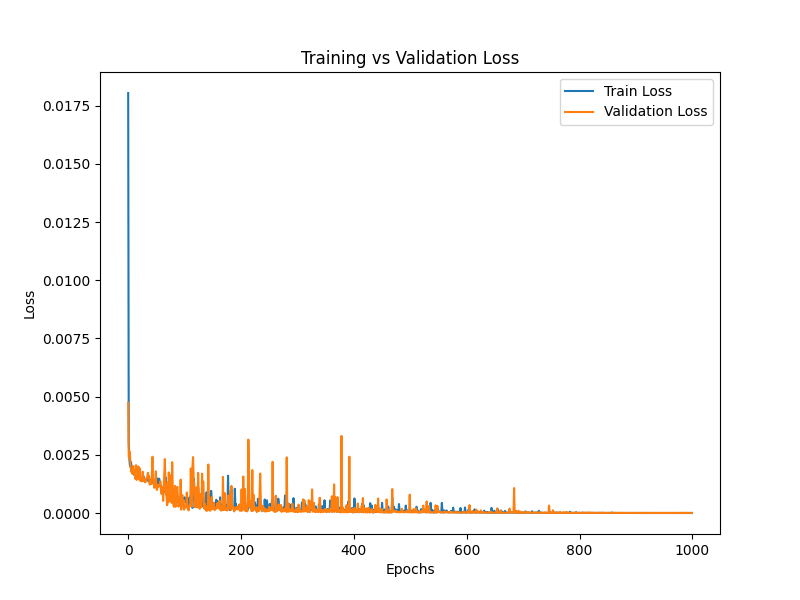 Training vs Validation Loss
Train Loss
Validation Loss
0.0175
0.0150
0.0125
0.0100
0.0075
0.0050
0.0025
0.0000
Loss
0 200 400 600 800 1000
Epochs